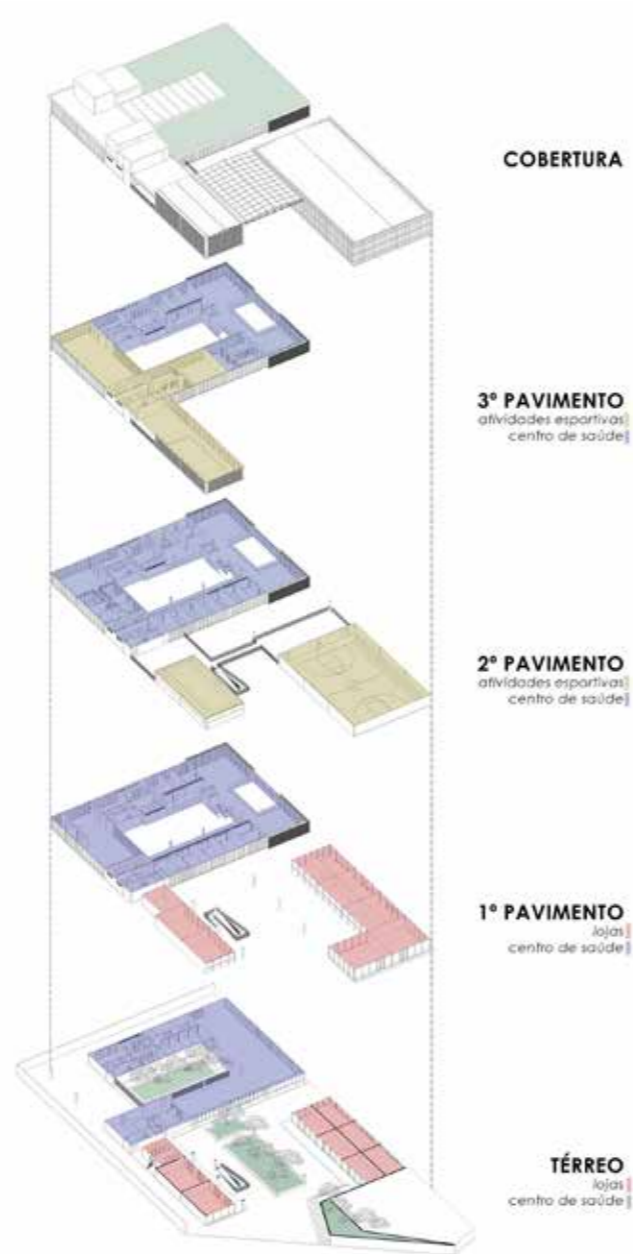 COBERTURA
3º PAVIMENTO
atividades esportivas
centro de saúde
2º PAVIMENTO
atividades esportivas
centro de saúde
1º PAVIMENTO
lojas
centro de saúde
TÉRREO
lojas
centro de saúde